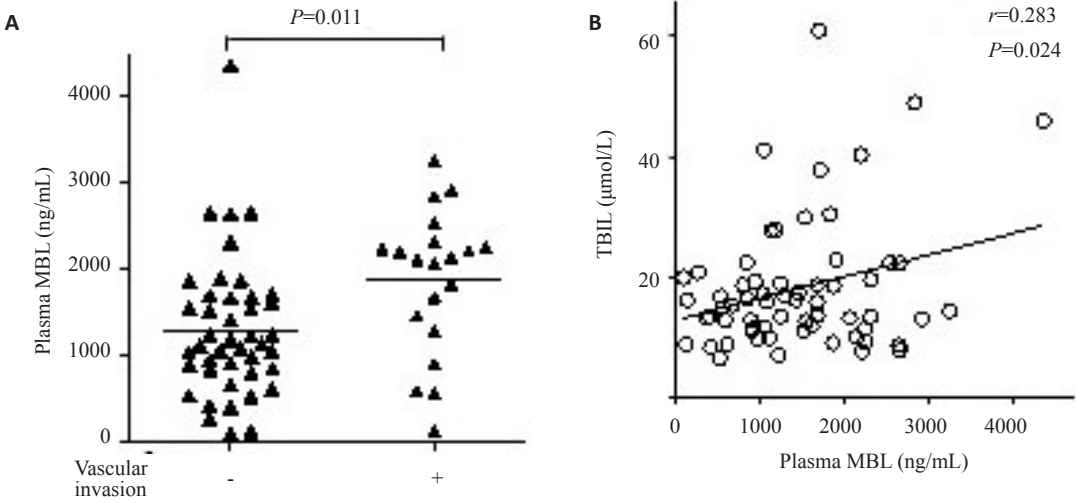 A
P=0.011
Plasma MBL (ng/mL)
4000
3000
2000
1000
0
Vascular
invasion
-
+
B
r=0.283
P=0.024
TBIL (μmol/L)
60
40
20
0
1000
2000
3000
4000
Plasma MBL (ng/mL)